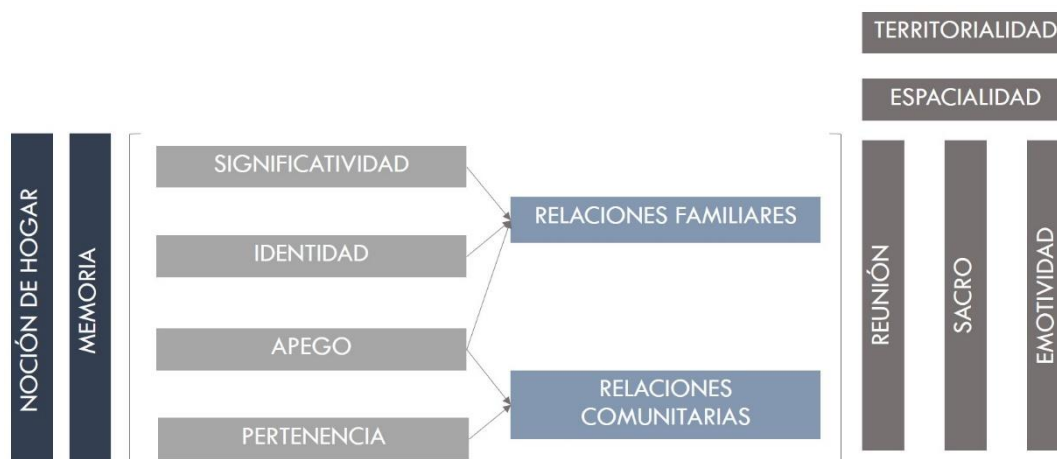 TERRITORIALIDAD
ESPACIALIDAD
NOCIÓN DE HOGAR
MEMORIA
SIGNIFICATIVIDAD
IDENTIDAD
APEGO
PERTENENCIA
RELACIONES FAMILIARES
RELACIONES
COMUNITARIAS
REUNIÓN
SACRO
EMOTIVIDAD